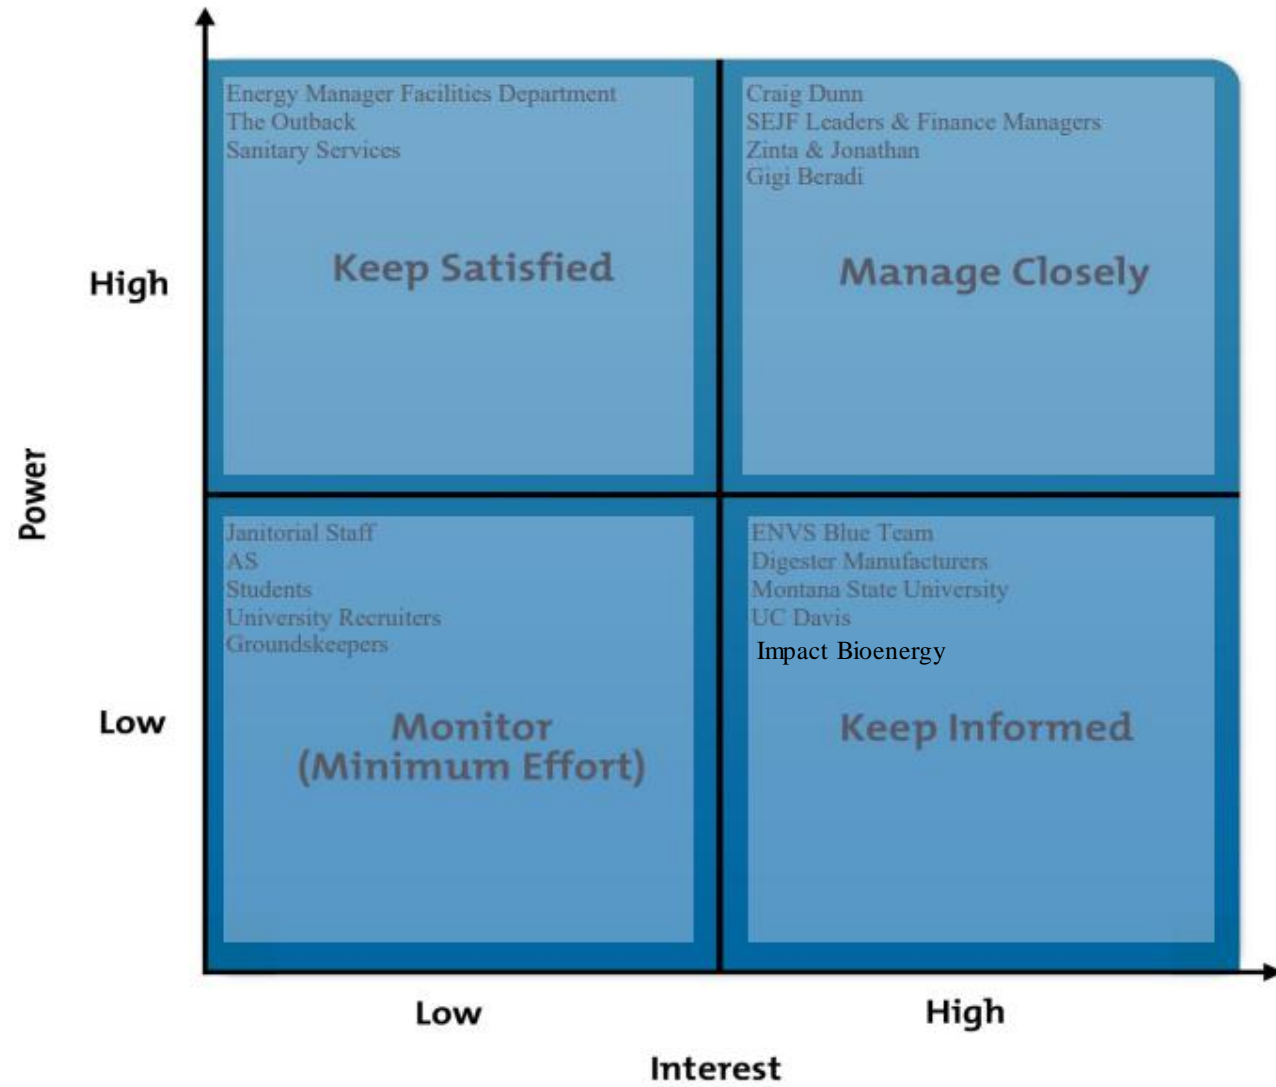 Energy Manager Facilities Department
The Outback
Sanitary Services
Keep Satisfied
Craig Dunn
SEJF Leaders & Finance Managers
Zinta & Jonathan
Gigi Beradi
Manage Closely
High
Power
Janitorial Staff
AS
Students
University Recruiters
Groundskeepers
Monitor
(Minimum Effort)
ENVS Blue Team
Digester Manufacturers
Montana State University
UC Davis
Impact Bioenergy
Keep Informed
Low
Low
High
Interest